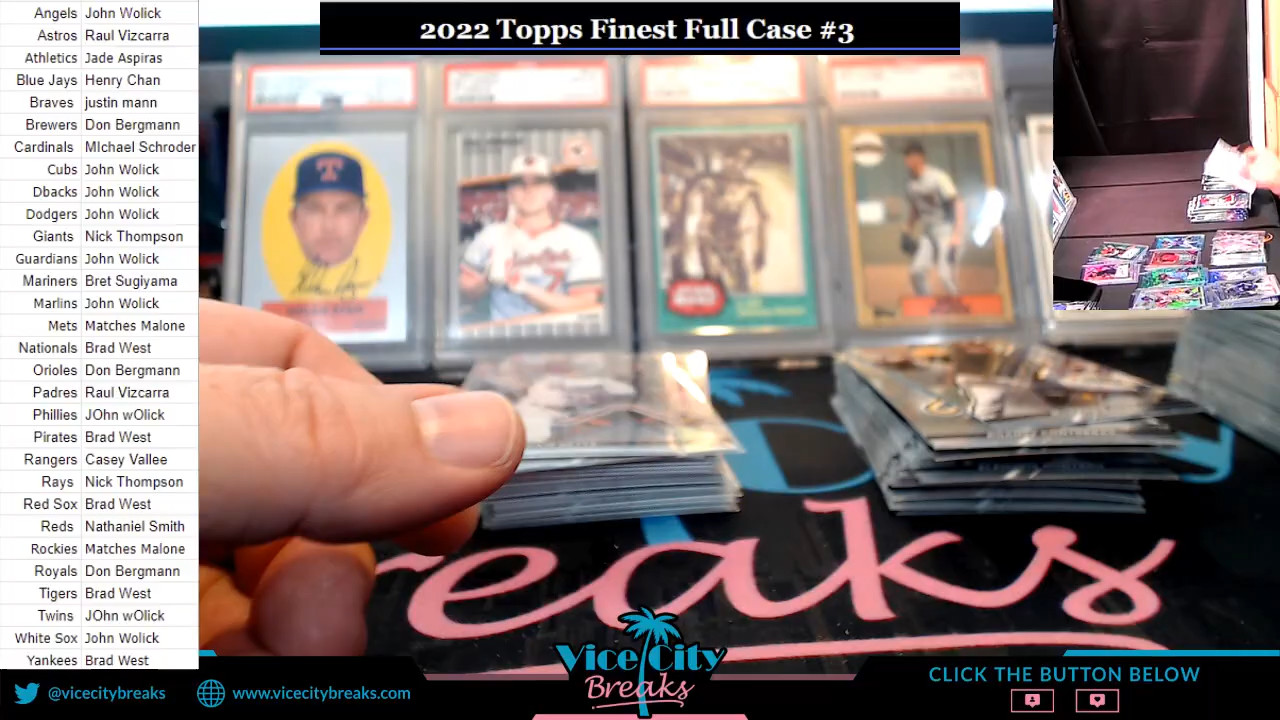 2022 Topps Finest Full Case #3
Angels John Wolick
Astros Raul Vizcarra
Athletics Jade Aspiras
Blue Jays Henry Chan
Braves justin mann
Brewers Don Bergmann
Cardinals MIchael Schroder
Cubs John Wolick
Dbacks John Wolick
Dodgers John Wolick
Giants Nick Thompson
Guardians John Wolick
Mariners Bret Sugiyama
Marlins John Wolick
Mets Matches Malone
Nationals Brad West
Orioles Don Bergmann
Padres Raul Vizcarra
Phillies JOhn wOlick
Pirates Brad West
Rangers Casey Vallee
Rays Nick Thompson
Red Sox Brad West
Reds Nathaniel Smith
Rockies Matches Malone
Royals Don Bergmann
Tigers Brad West
Twins JOhn wOlick
White Sox John Wolick
Yankees Brad West
T
reaks
@vicecitybreaks
www.vicecitybreaks.com
Vice City
Breaks
CLICK THE BUTTON BELOW